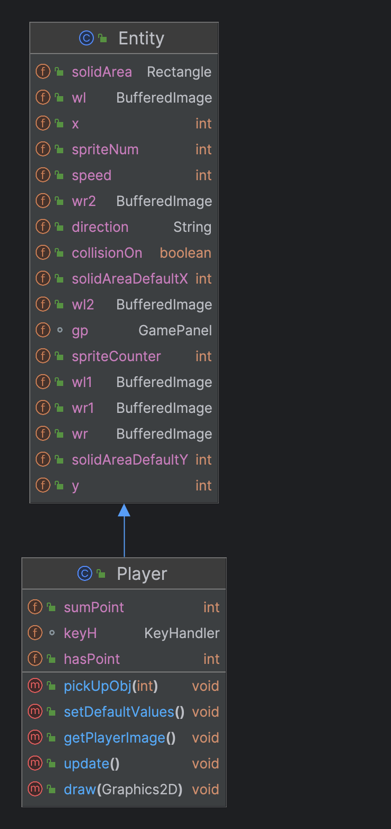 Entity
solidArea Rectangle
wl BufferedImage
x int
spriteNum int
speed int
wr2 BufferedImage
direction String
collisionOn boolean
solidAreaDefaultX int
wl2 BufferedImage
gp GamePanel
spriteCounter int
wl1 BufferedImage
wr1 BufferedImage
wr BufferedImage
solidAreaDefaultY int
y int
Player
sumPoint int
keyH KeyHandler
hasPoint int
pickUpObj(int) void
setDefaultValues() void
getPlayerImage() void
update() void
draw(Graphics2D) void